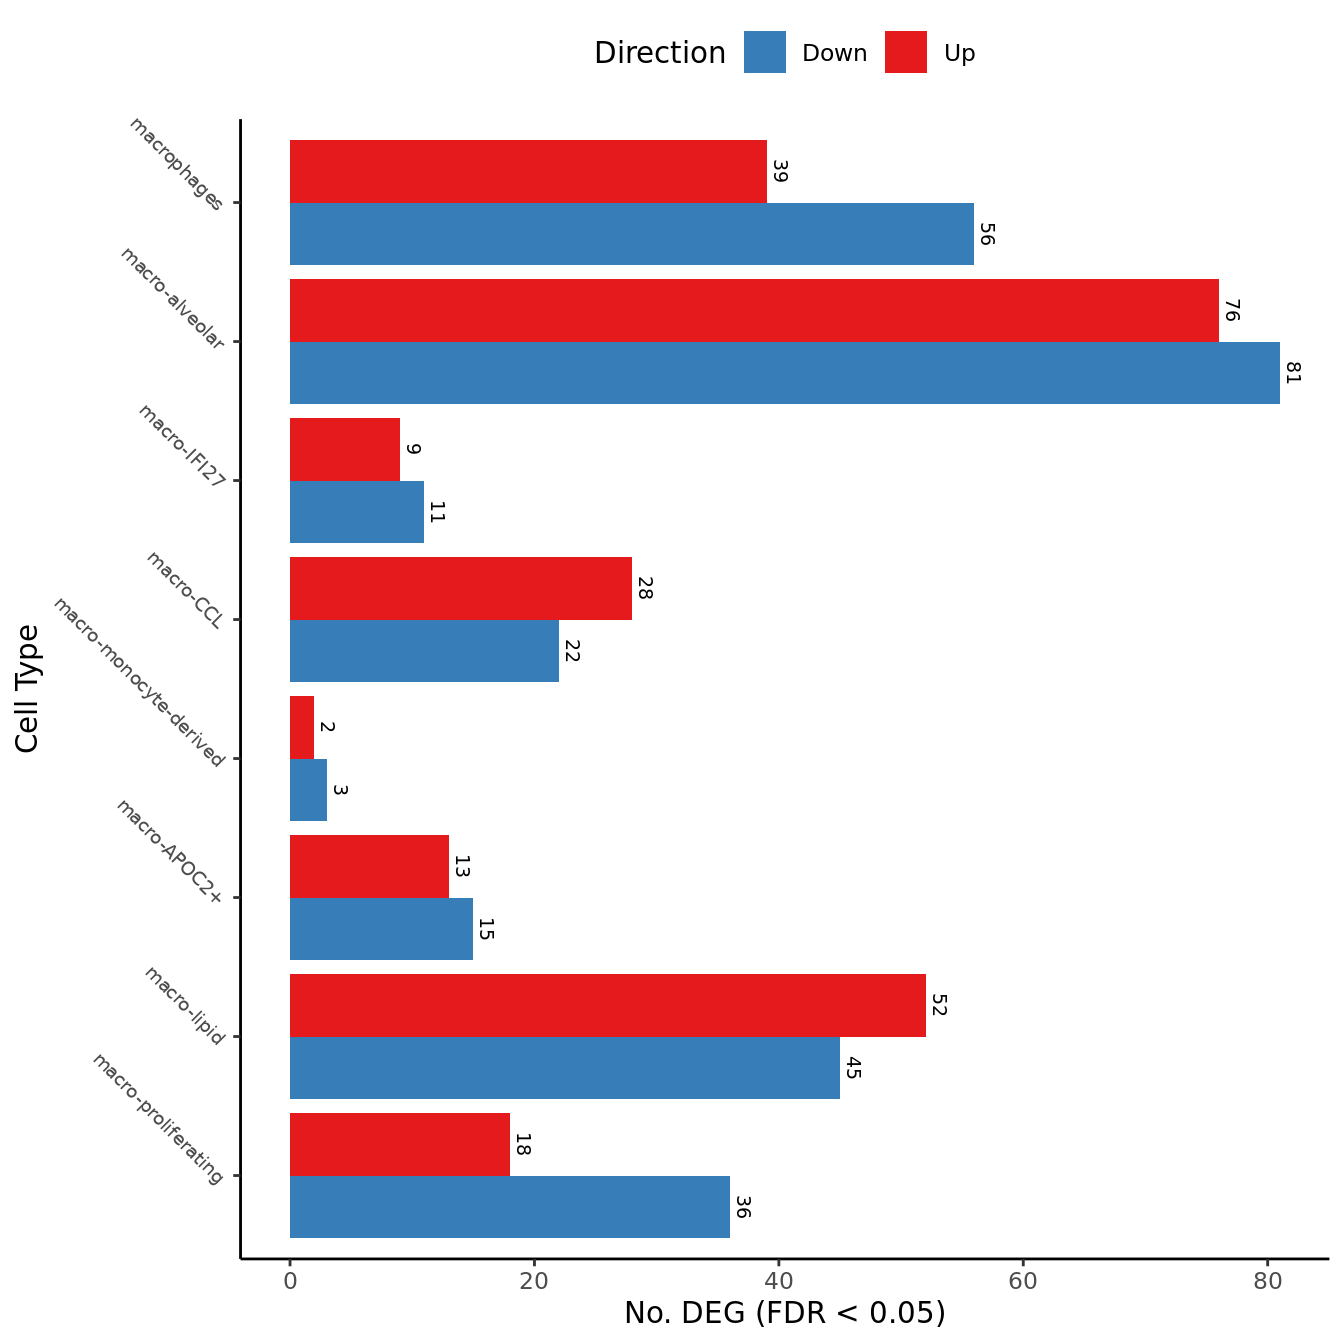 Direction Down Up
macrophages
39
56
macro-alveolar
76
81
macro-IFI27
9
11
macro-CCL
28
22
macro-monocyte-derived
2
3
macro-APOC2+
13
15
macro-lipid
52
45
macro-proliferating
18
36
Cell Type
0 20 40 60 80
No. DEG (FDR < 0.05)